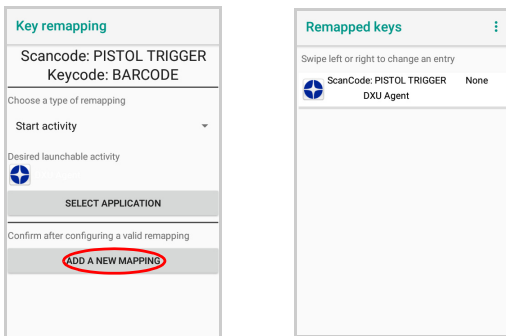 Key remapping
Scancode: PISTOL TRIGGER
Keycode: BARCODE
Choose a type of remapping
Start activity
Desired launchable activity
SELECT APPLICATION
Confirm after configuring a valid remapping
ADD A NEW MAPPING
Remapped keys
Swipe left or right to change an entry
ScanCode: PISTOL TRIGGER None
DXU Agent